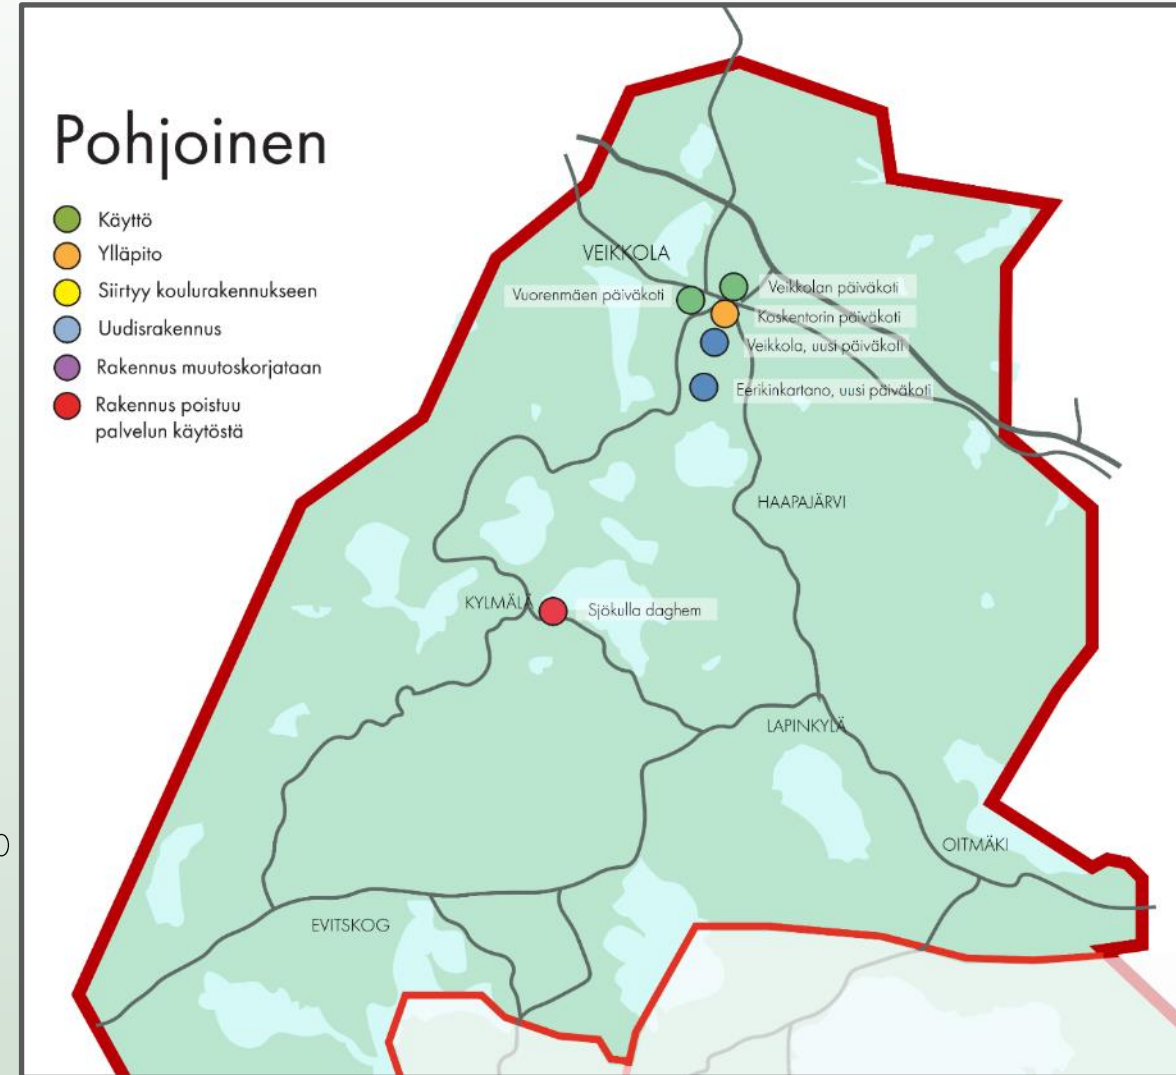 Pohjoinen
Käyttö
Ylläpito
Siirtyy koulurakennukseen
Uudisrakennus
Rakennus muutoskorjataan
Rakennus poistuu
palvelun käytöstä
VEIKKOLA
Veikkolan päiväkoti
Vuorenmäen päiväkoti
Koskentorin päiväkoti
Veikkola, uusi päiväkoti
Eerikinkartano, uusi päiväkoti
HAAPAJÄRVI
KYLMÄLÄ
Sjökulla daghem
LAPINKYLÄ
OITMÄKI
EVITSKOG
0